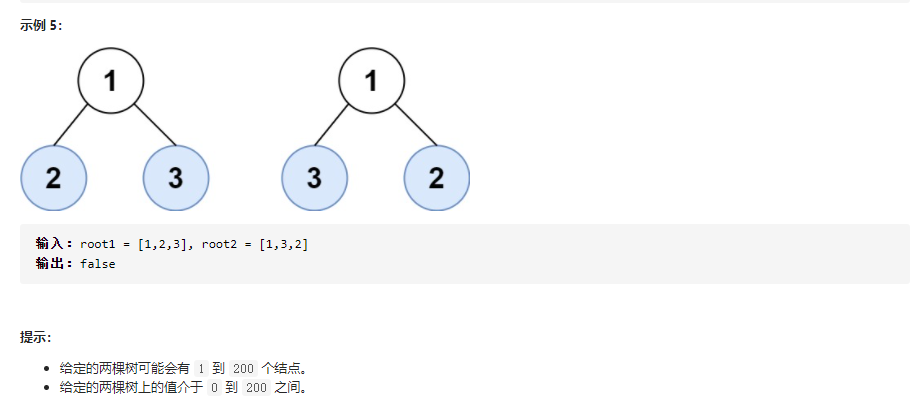 示例 5：
1 1
2 3 3 2
输入：root1 = [1,2,3], root2 = [1,3,2]
输出：false
提示：
给定的两棵树可能会有 1 到 200 个结点。
给定的两棵树上的值介于 0 到 200 之间。